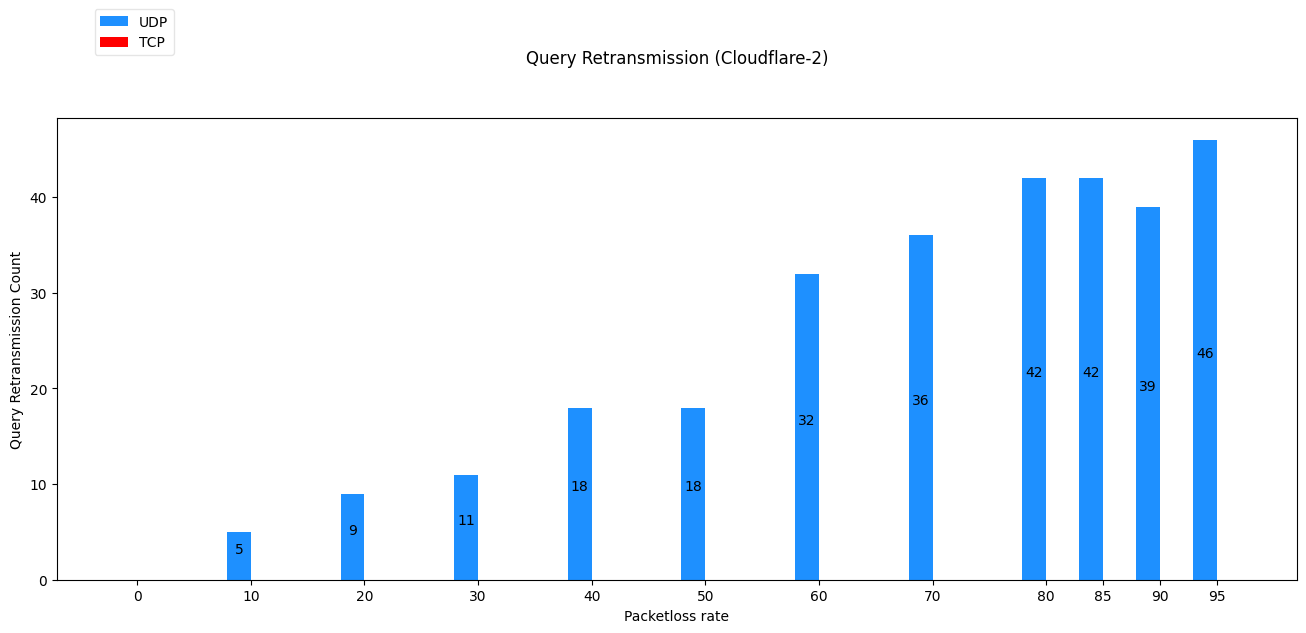 UDP
TCP
Query Retransmission (Cloudflare-2)
Query Retransmission Count
40
30
20
10
0
5
9
11
18
18
32
36
42
42
39
46
0 10 20 30 40 50 60 70 80 85 90 95
Packetloss rate